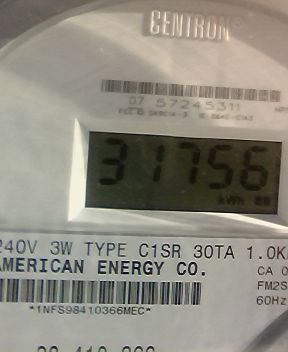 CENTRON
07 57245311
31756
kWh
240V 3W TYPE C1SR 30TA 1.0K
AMERICAN ENERGY CO.
CA 0
FM2S
60Hz
*1NFS98410366MEC*